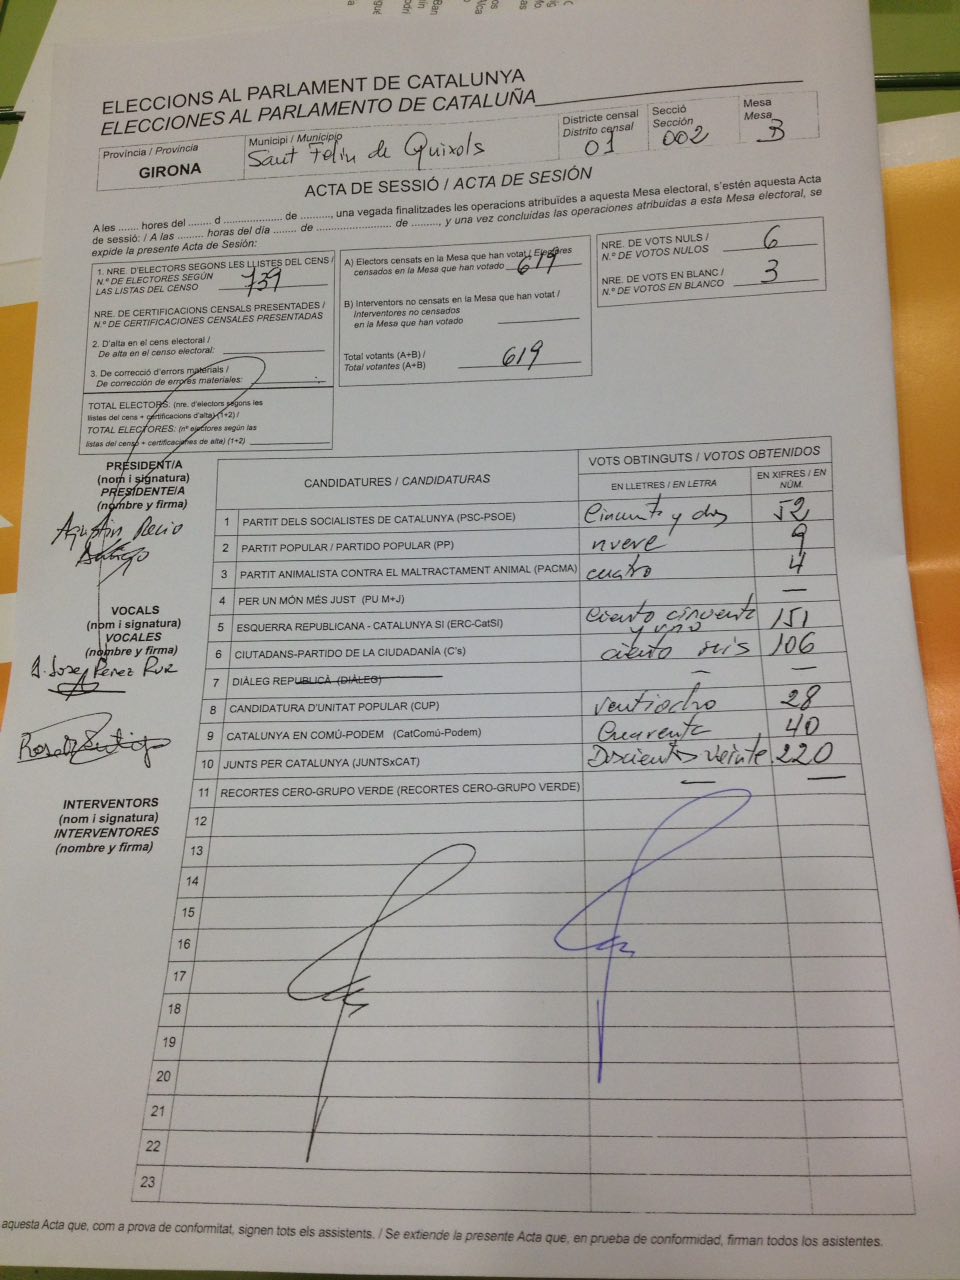 ELECCIONS AL PARLAMENT DE CATALUNYA
ELECCIONES AL PARLAMENTO DE CATALUÑA
Província / Provincia
GIRONA
Municipi / Municipio
Sant Feliu de Guixols
Districte censal
Distrito censal
01
Secció
Sección
002
Mesa
Mesa
B
ACTA DE SESSIÓ / ACTA DE SESIÓN
A les ....... hores del ........ d .................... de .........., una vegada finalitzades les operacions atribuïdes a aquesta Mesa electoral, s'estén aquesta Acta
de sessió: / A las ......... horas del día ....... de ......................... de ........, y una vez concluidas las operaciones atribuidas a esta Mesa electoral, se
expide la presente Acta de Sesión:
1. NRE. D'ELECTORS SEGONS LES LLISTES DEL CENS /
N.º DE ELECTORES SEGÚN
LAS LISTAS DEL CENSO 739
NRE. DE CERTIFICACIONS CENSALS PRESENTADES /
N.º DE CERTIFICACIONES CENSALES PRESENTADAS
2. D'alta en el cens electoral /
De alta en el censo electoral:
3. De correcció d'errors materials /
De corrección de errores materiales:
TOTAL ELECTORS: (nre. d'electors segons les
llistes del cens + certificacions d'alta) (1+2) /
TOTAL ELECTORES: (nº electores según las
listas del censo + certificaciones de alta) (1+2)
A) Electors censats en la Mesa que han votat / Electores
censados en la Mesa que han votado 619
B) Interventors no censats en la Mesa que han votat /
Interventores no censados
en la Mesa que han votado
Total votants (A+B) /
Total votantes (A+B) 619
NRE. DE VOTS NULS /
N.º DE VOTOS NULOS 6
NRE. DE VOTS EN BLANC /
N.º DE VOTOS EN BLANCO 3
PRESIDENT/A
(nom i signatura)
PRESIDENTE/A
(nombre y firma)
Agustin Recio
VOCALS
(nom i signatura)
VOCALES
(nombre y firma)
Jose Perez Ruz
INTERVENTORS
(nom i signatura)
INTERVENTORES
(nombre y firma)
CANDIDATURES / CANDIDATURAS
VOTS OBTINGUTS / VOTOS OBTENIDOS
EN LLETRES / EN LETRA
EN XIFRES / EN NÚM.
1 PARTIT DELS SOCIALISTES DE CATALUNYA (PSC-PSOE) Cincuenta y dos 52
2 PARTIT POPULAR / PARTIDO POPULAR (PP) nueve 9
3 PARTIT ANIMALISTA CONTRA EL MALTRACTAMENT ANIMAL (PACMA) cuatro 4
4 PER UN MÓN MÉS JUST (PU M+J) —
5 ESQUERRA REPUBLICANA - CATALUNYA SI (ERC-CatSí) Ciento cincuenta y uno 151
6 CIUTADANS-PARTIDO DE LA CIUDADANÍA (C's) ciento seis 106
7 DIÀLEG REPUBLICÀ (DIÀLEG) — —
8 CANDIDATURA D'UNITAT POPULAR (CUP) ventiocho 28
9 CATALUNYA EN COMÚ-PODEM (CatComú-Podem) Cuarenta 40
10 JUNTS PER CATALUNYA (JUNTSxCAT) Discientos veinte 220
11 RECORTES CERO-GRUPO VERDE (RECORTES CERO-GRUPO VERDE) — —
12
13
14
15
16
17
18
19
20
21
22
23
aquesta Acta que, com a prova de conformitat, signen tots els assistents. / Se extiende la presente Acta que, en prueba de conformidad, firman todos los asistentes.